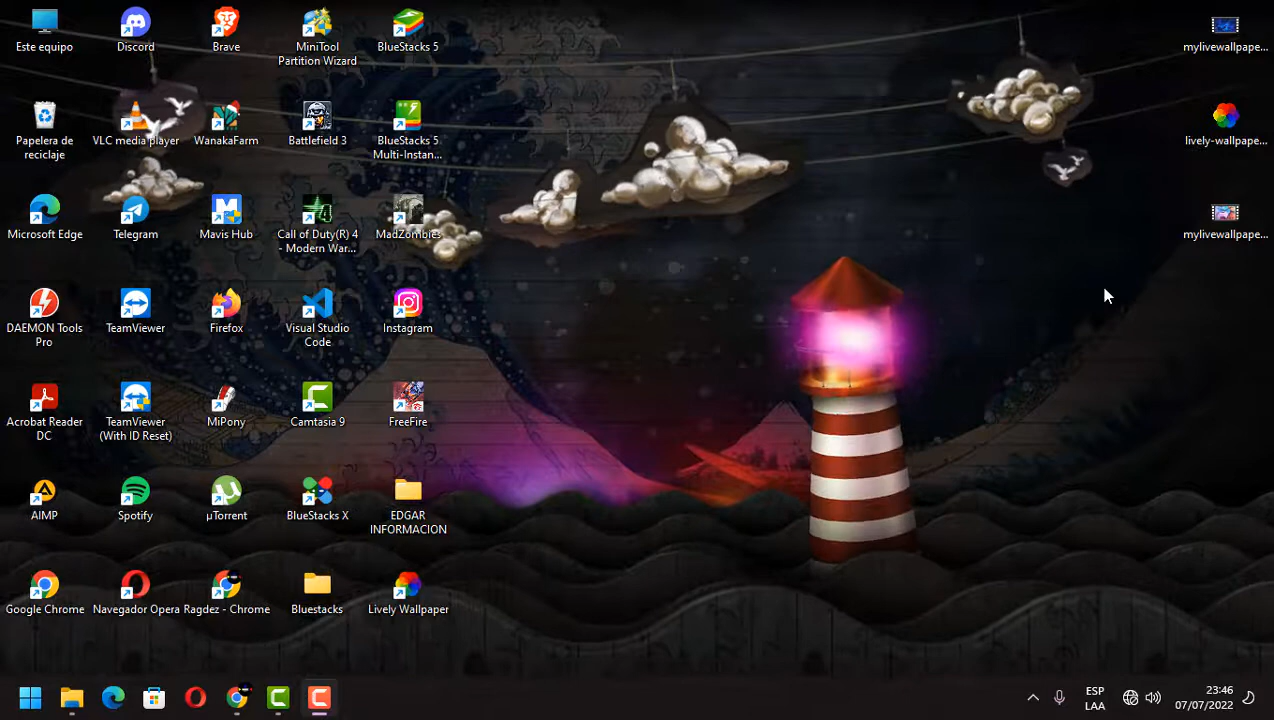 Este equipo
Discord
Brave
MiniTool
Partition Wizard
BlueStacks 5
mylivewallpape...
Papelera de
reciclaje
VLC media player
WanakaFarm
Battlefield 3
BlueStacks 5
Multi-Instan...
lively-wallpape...
Microsoft Edge
Telegram
Mavis Hub
Call of Duty(R) 4
- Modern War...
MadZombies
mylivewallpape...
DAEMON Tools
Pro
TeamViewer
Firefox
Visual Studio
Code
Instagram
Acrobat Reader
DC
TeamViewer
(With ID Reset)
MiPony
Camtasia 9
FreeFire
AIMP
Spotify
µTorrent
BlueStacks X
EDGAR
INFORMACION
Google Chrome
Navegador Opera
Ragdez - Chrome
Bluestacks
Lively Wallpaper
ESP
LAA
23:46
07/07/2022